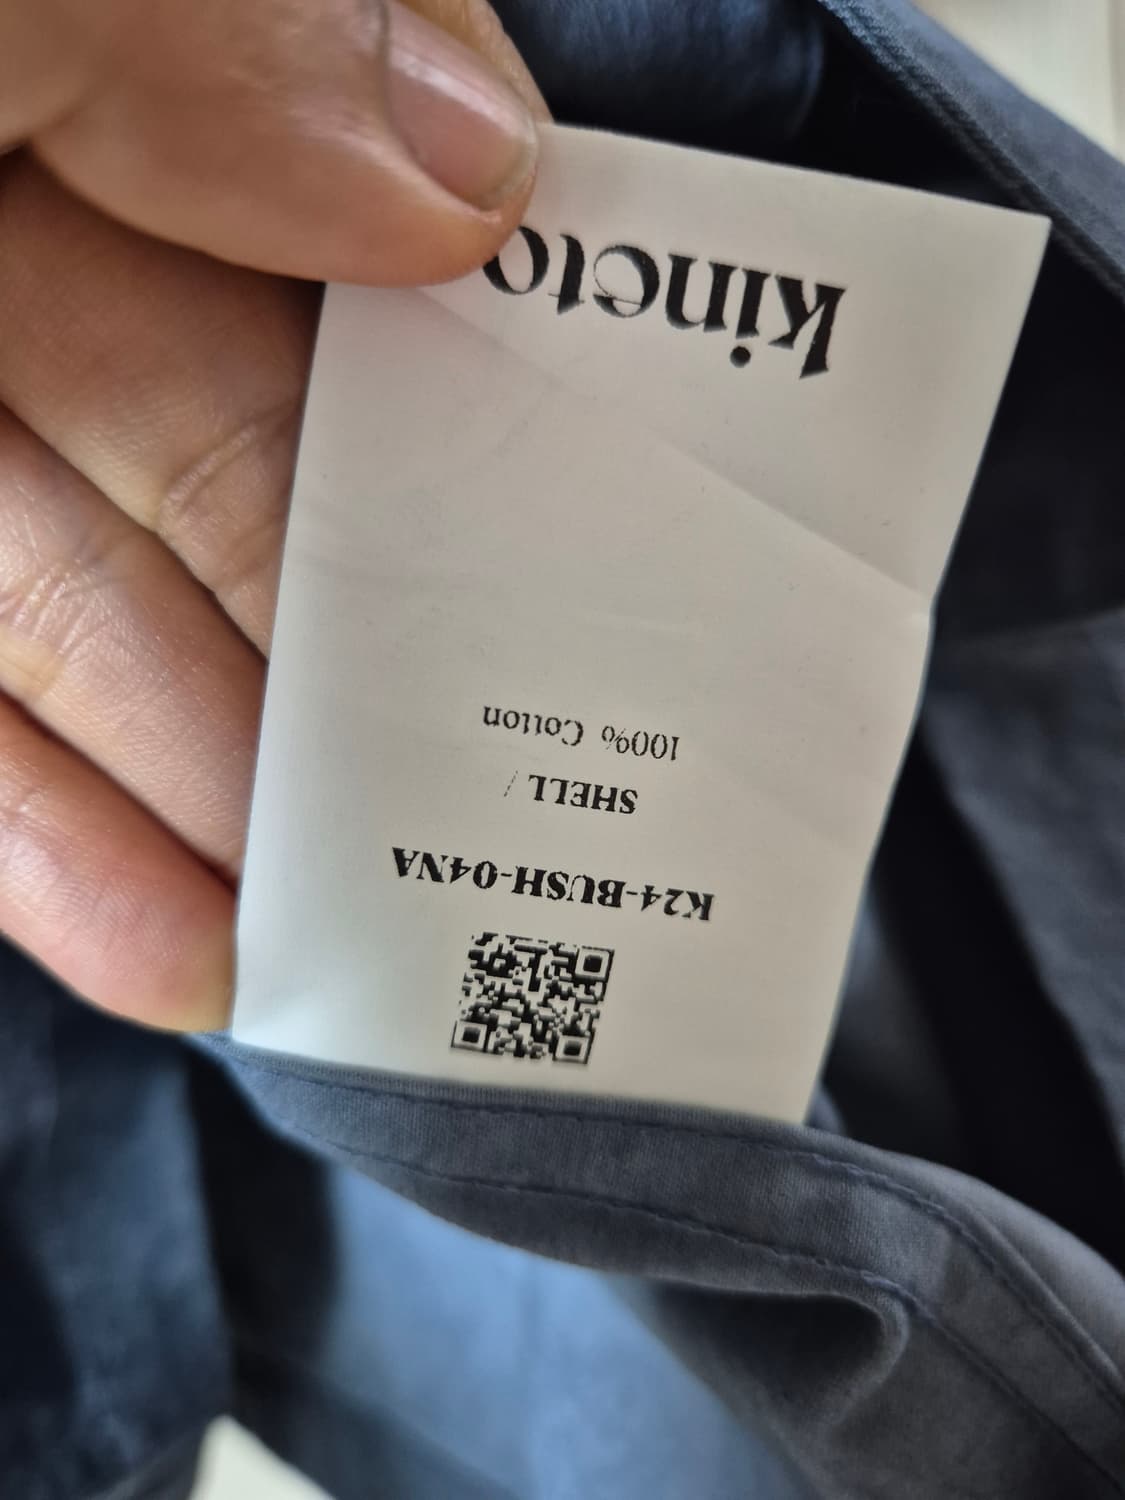 K24-BUSH-04NA
SHELL /
100% Cotton
kineto